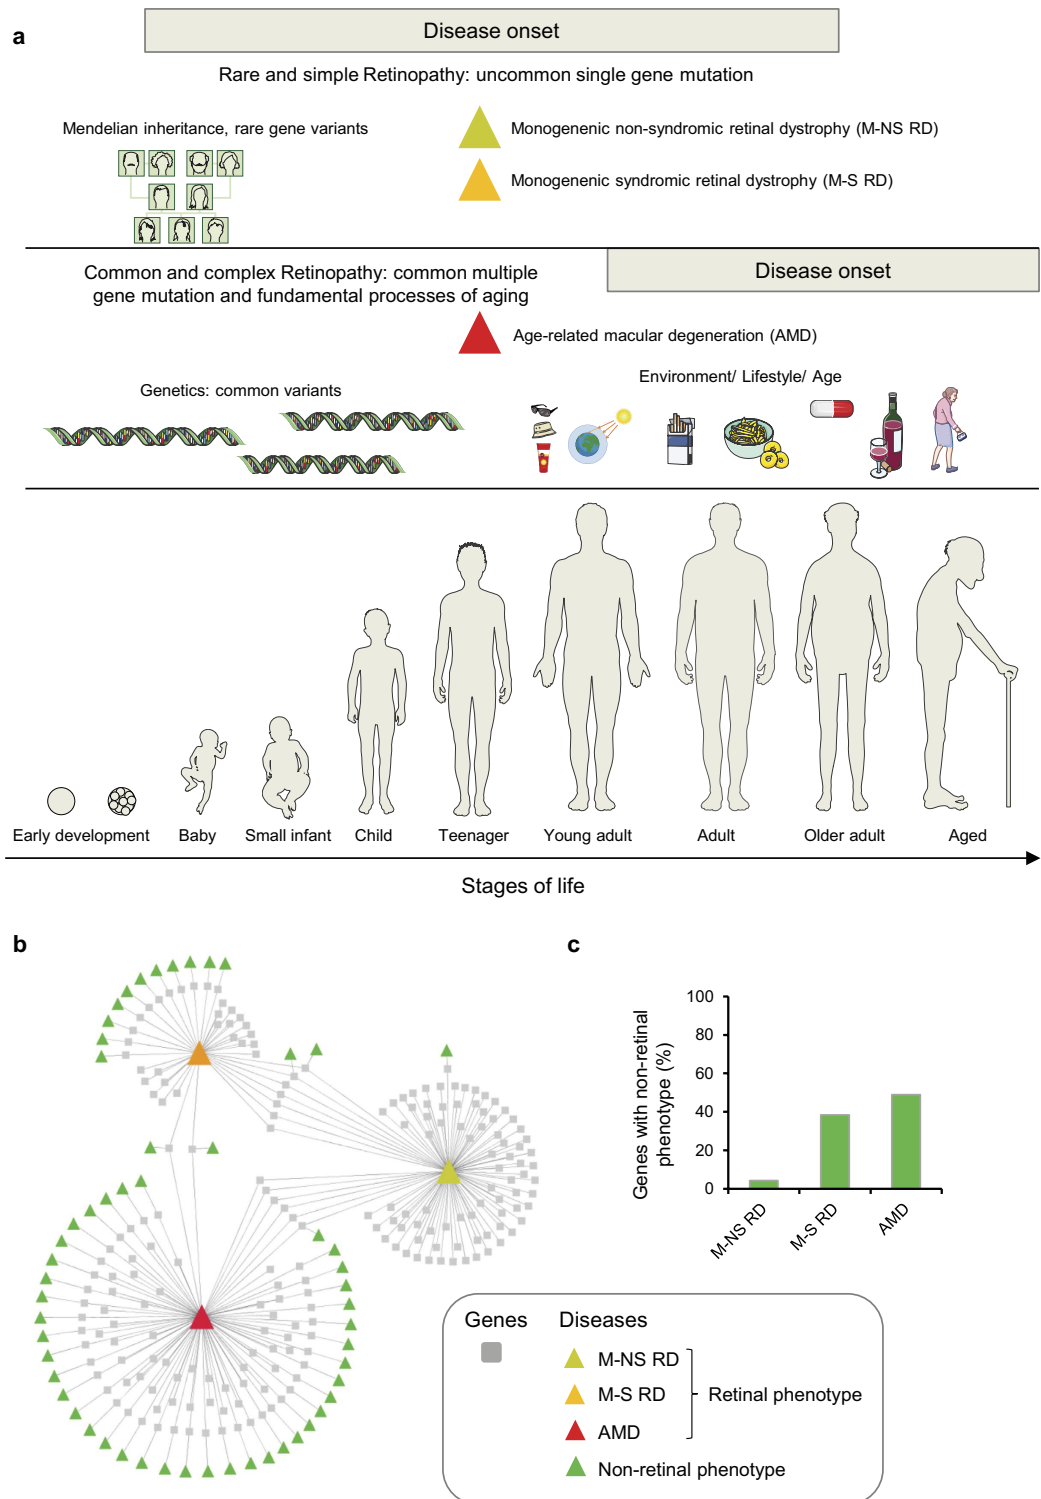 a
Disease onset
Rare and simple Retinopathy: uncommon single gene mutation
Mendelian inheritance, rare gene variants
Monogenenic non-syndromic retinal dystrophy (M-NS RD)
Monogenenic syndromic retinal dystrophy (M-S RD)
Common and complex Retinopathy: common multiple
gene mutation and fundamental processes of aging
Disease onset
Age-related macular degeneration (AMD)
Genetics: common variants
Environment/ Lifestyle/ Age
Early development
Baby
Small infant
Child
Teenager
Young adult
Adult
Older adult
Aged
Stages of life
b
c
Genes with non-retinal
phenotype (%)
100
80
60
40
20
0
M-NS RD
M-S RD
AMD
Genes
Diseases
M-NS RD
M-S RD
AMD
Retinal phenotype
Non-retinal phenotype